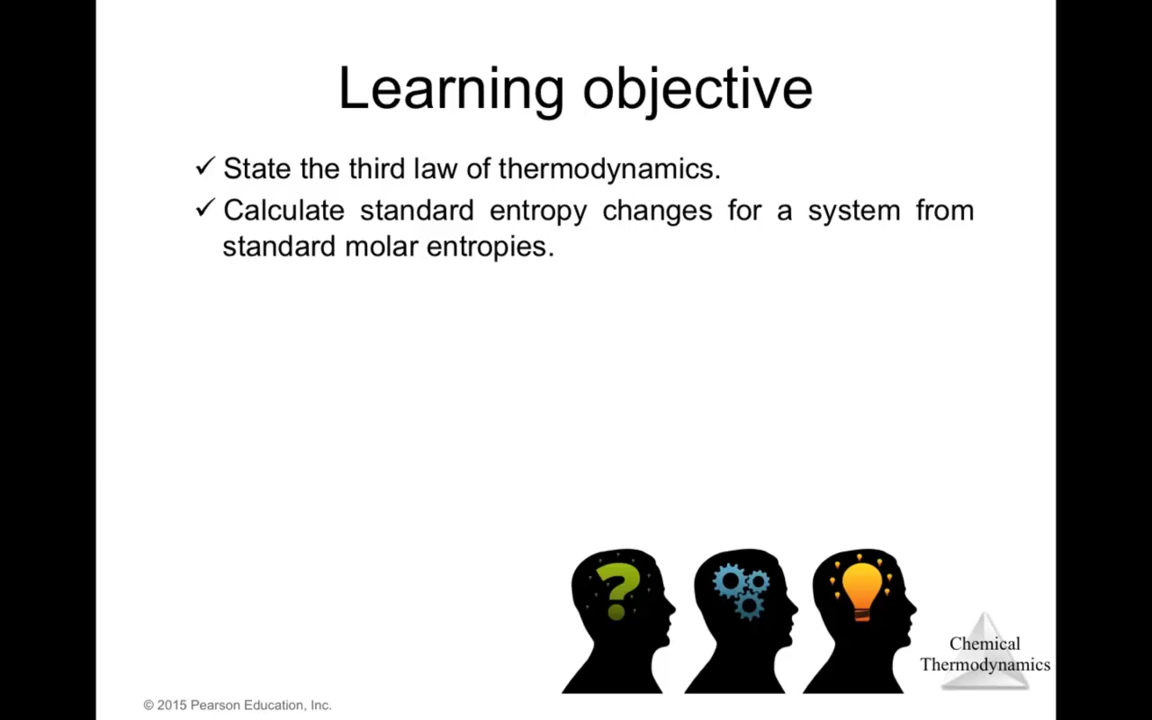 Learning objective
✓ State the third law of thermodynamics.
✓ Calculate standard entropy changes for a system from
standard molar entropies.
?
Chemical
Thermodynamics
© 2015 Pearson Education, Inc.